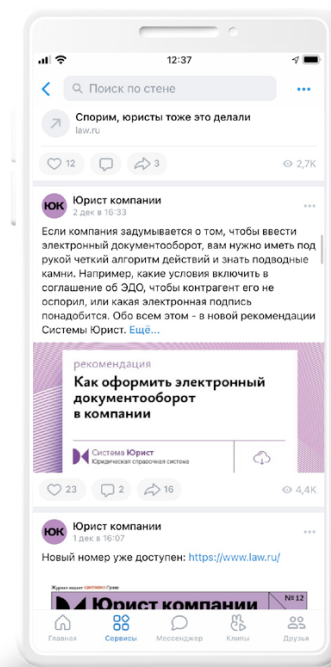 12:37
Поиск по стене
Спорим, юристы тоже это делали
law.ru
12
3
2,7K
ЮК
Юрист компании
2 дек в 16:33
Если компания задумывается о том, чтобы ввести
электронный документооборот, вам нужно иметь под
рукой четкий алгоритм действий и знать подводные
камни. Например, какие условия включить в
соглашение об ЭДО, чтобы контрагент его не
оспорил, или какая электронная подпись
понадобится. Обо всем этом - в новой рекомендации
Системы Юрист. Ещё...
рекомендация
Как оформить электронный
документооборот
в компании
Система Юрист
Юридическая справочная система
23
2
16
4,4K
ЮК
Юрист компании
1 дек в 16:07
Новый номер уже доступен: https://www.law.ru/
Юрист компании
№ 12
Главная
Сервисы
Мессенджер
Клипы
Друзья